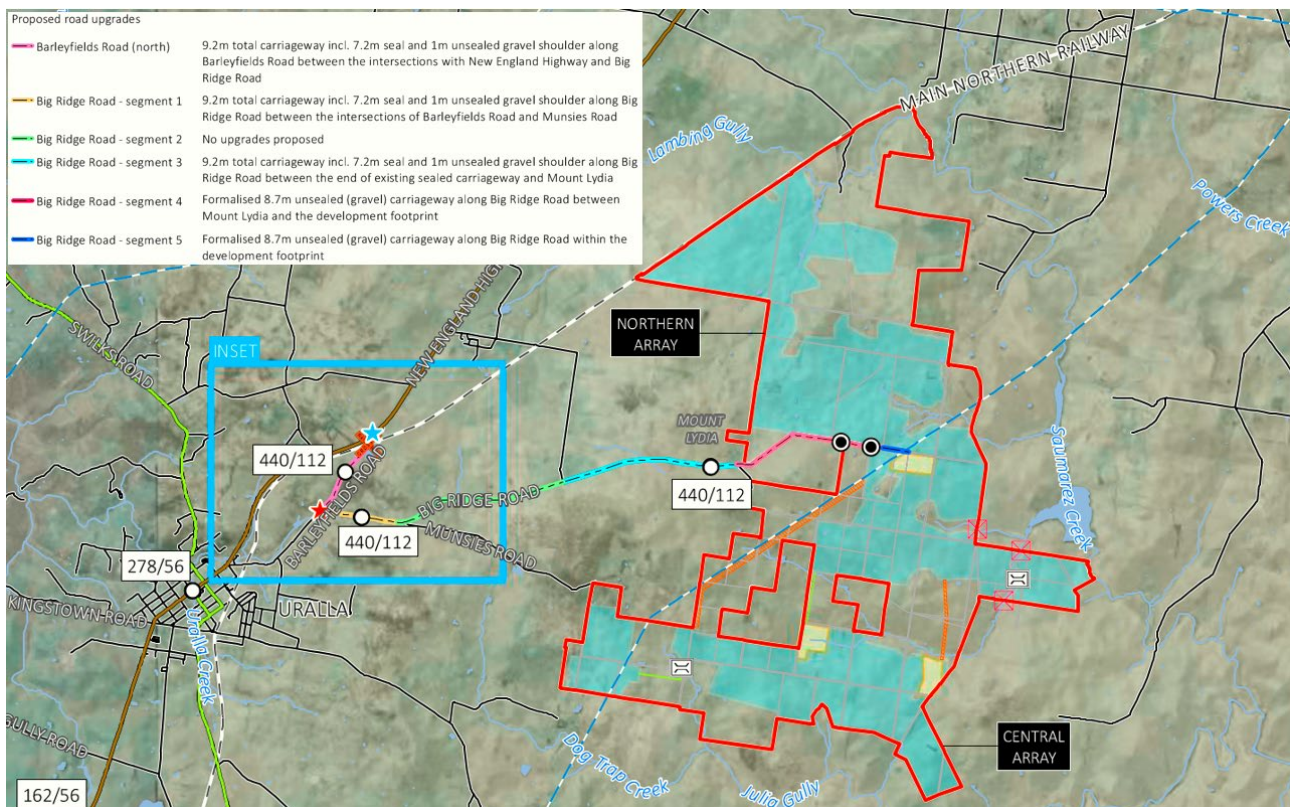 Proposed road upgrades
Barleyfields Road (north)
9.2m total carriageway incl. 7.2m seal and 1m unsealed gravel shoulder along
Barleyfields Road between the intersections with New England Highway and Big
Ridge Road
Big Ridge Road - segment 1
9.2m total carriageway incl. 7.2m seal and 1m unsealed gravel shoulder along Big
Ridge Road between the intersections of Barleyfields Road and Munsies Road
Big Ridge Road - segment 2
No upgrades proposed
Big Ridge Road - segment 3
9.2m total carriageway incl. 7.2m seal and 1m unsealed gravel shoulder along Big
Ridge Road between the end of existing sealed carriageway and Mount Lydia
Big Ridge Road - segment 4
Formalised 8.7m unsealed (gravel) carriageway along Big Ridge Road between
Mount Lydia and the development footprint
Big Ridge Road - segment 5
Formalised 8.7m unsealed (gravel) carriageway along Big Ridge Road within the
development footprint
MAIN NORTHERN RAILWAY
Lambing Gully
Powers Creek
NEW ENGLAND HIGH
SWILKS ROAD
NORTHERN
ARRAY
INSET
MOUNT
LYDIA
Saumarez Creek
440/112
BARLEYFIELDS ROAD
440/112
BIG RIDGE ROAD
440/112
MUNSIES ROAD
278/56
KINGSTOWN ROAD
URALLA
Uralla Creek
GULLY ROAD
Dog Trap Creek
Julia Gully
CENTRAL
ARRAY
162/56